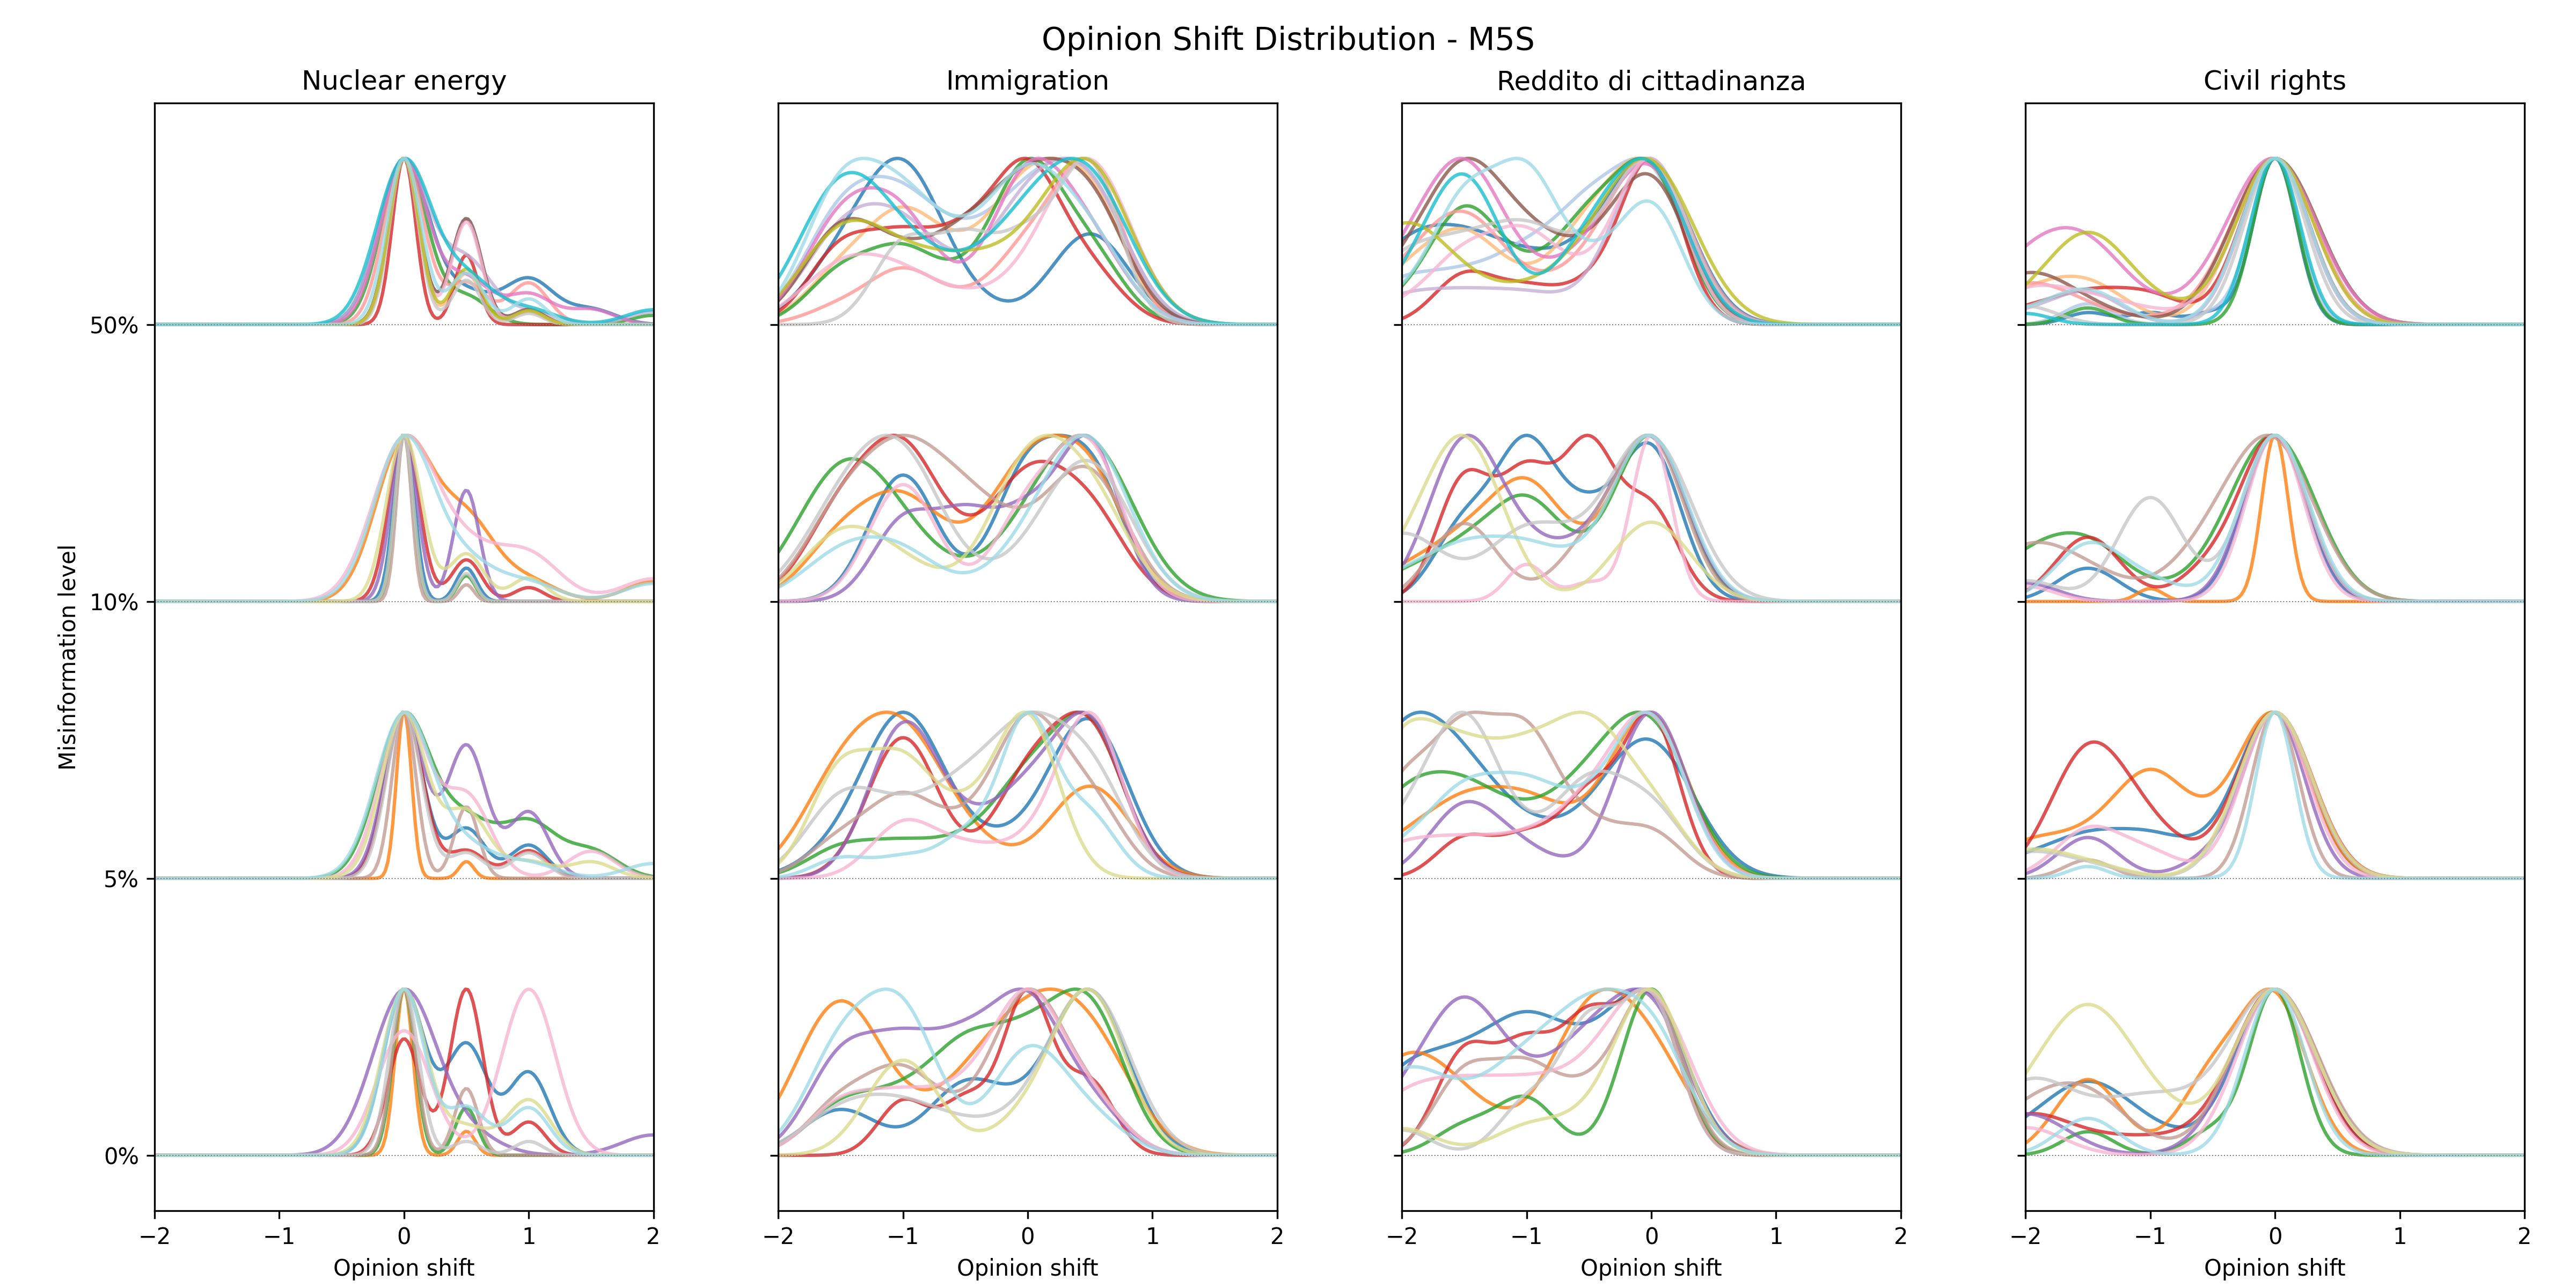 Opinion Shift Distribution - M5S
Nuclear energy
Immigration
Reddito di cittadinanza
Civil rights
Misinformation level
50%
10%
5%
0%
−2 −1 0 1 2
−2 −1 0 1 2
−2 −1 0 1 2
−2 −1 0 1 2
Opinion shift
Opinion shift
Opinion shift
Opinion shift